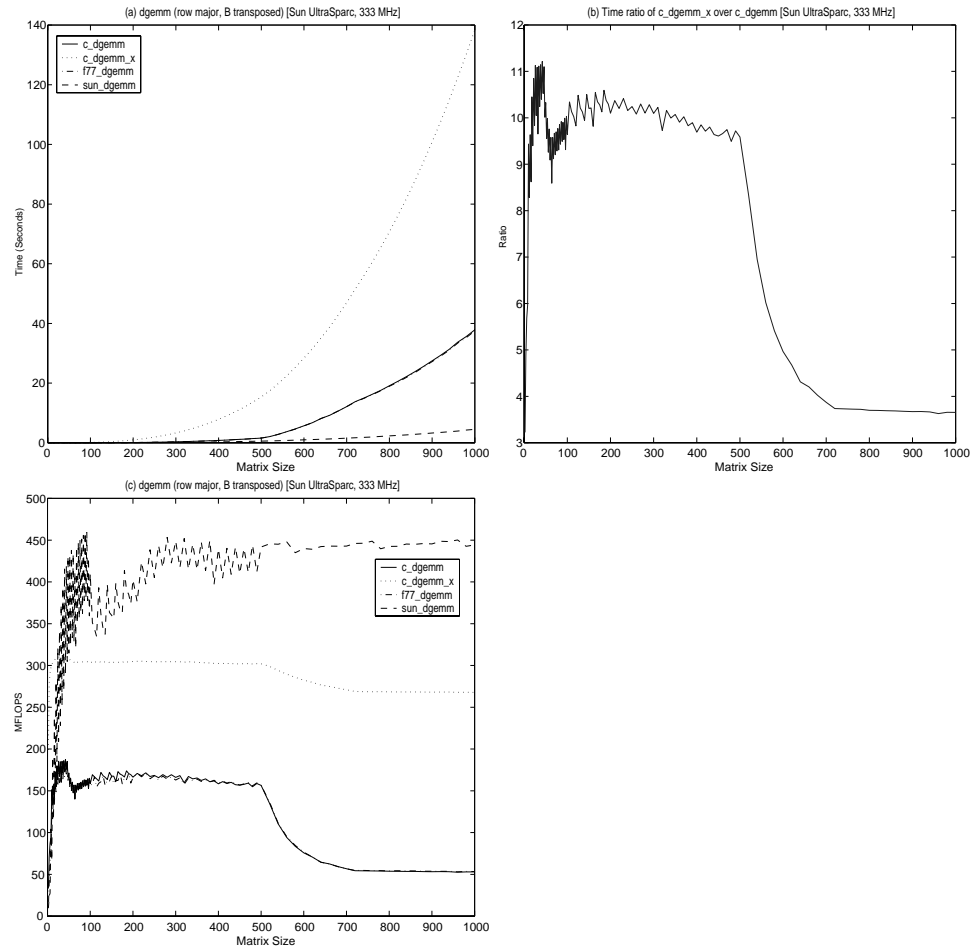 (a) dgemm (row major, B transposed) [Sun UltraSparc, 333 MHz]
140
120
100
80
60
40
20
0
Time (Seconds)
c_dgemm
c_dgemm_x
f77_dgemm
sun_dgemm
0 100 200 300 400 500 600 700 800 900 1000
Matrix Size
(b) Time ratio of c_dgemm_x over c_dgemm [Sun UltraSparc, 333 MHz]
12
11
10
9
8
7
6
5
4
3
Ratio
0 100 200 300 400 500 600 700 800 900 1000
Matrix Size
(c) dgemm (row major, B transposed) [Sun UltraSparc, 333 MHz]
500
450
400
350
300
250
200
150
100
50
0
MFLOPS
c_dgemm
c_dgemm_x
f77_dgemm
sun_dgemm
0 100 200 300 400 500 600 700 800 900 1000
Matrix Size